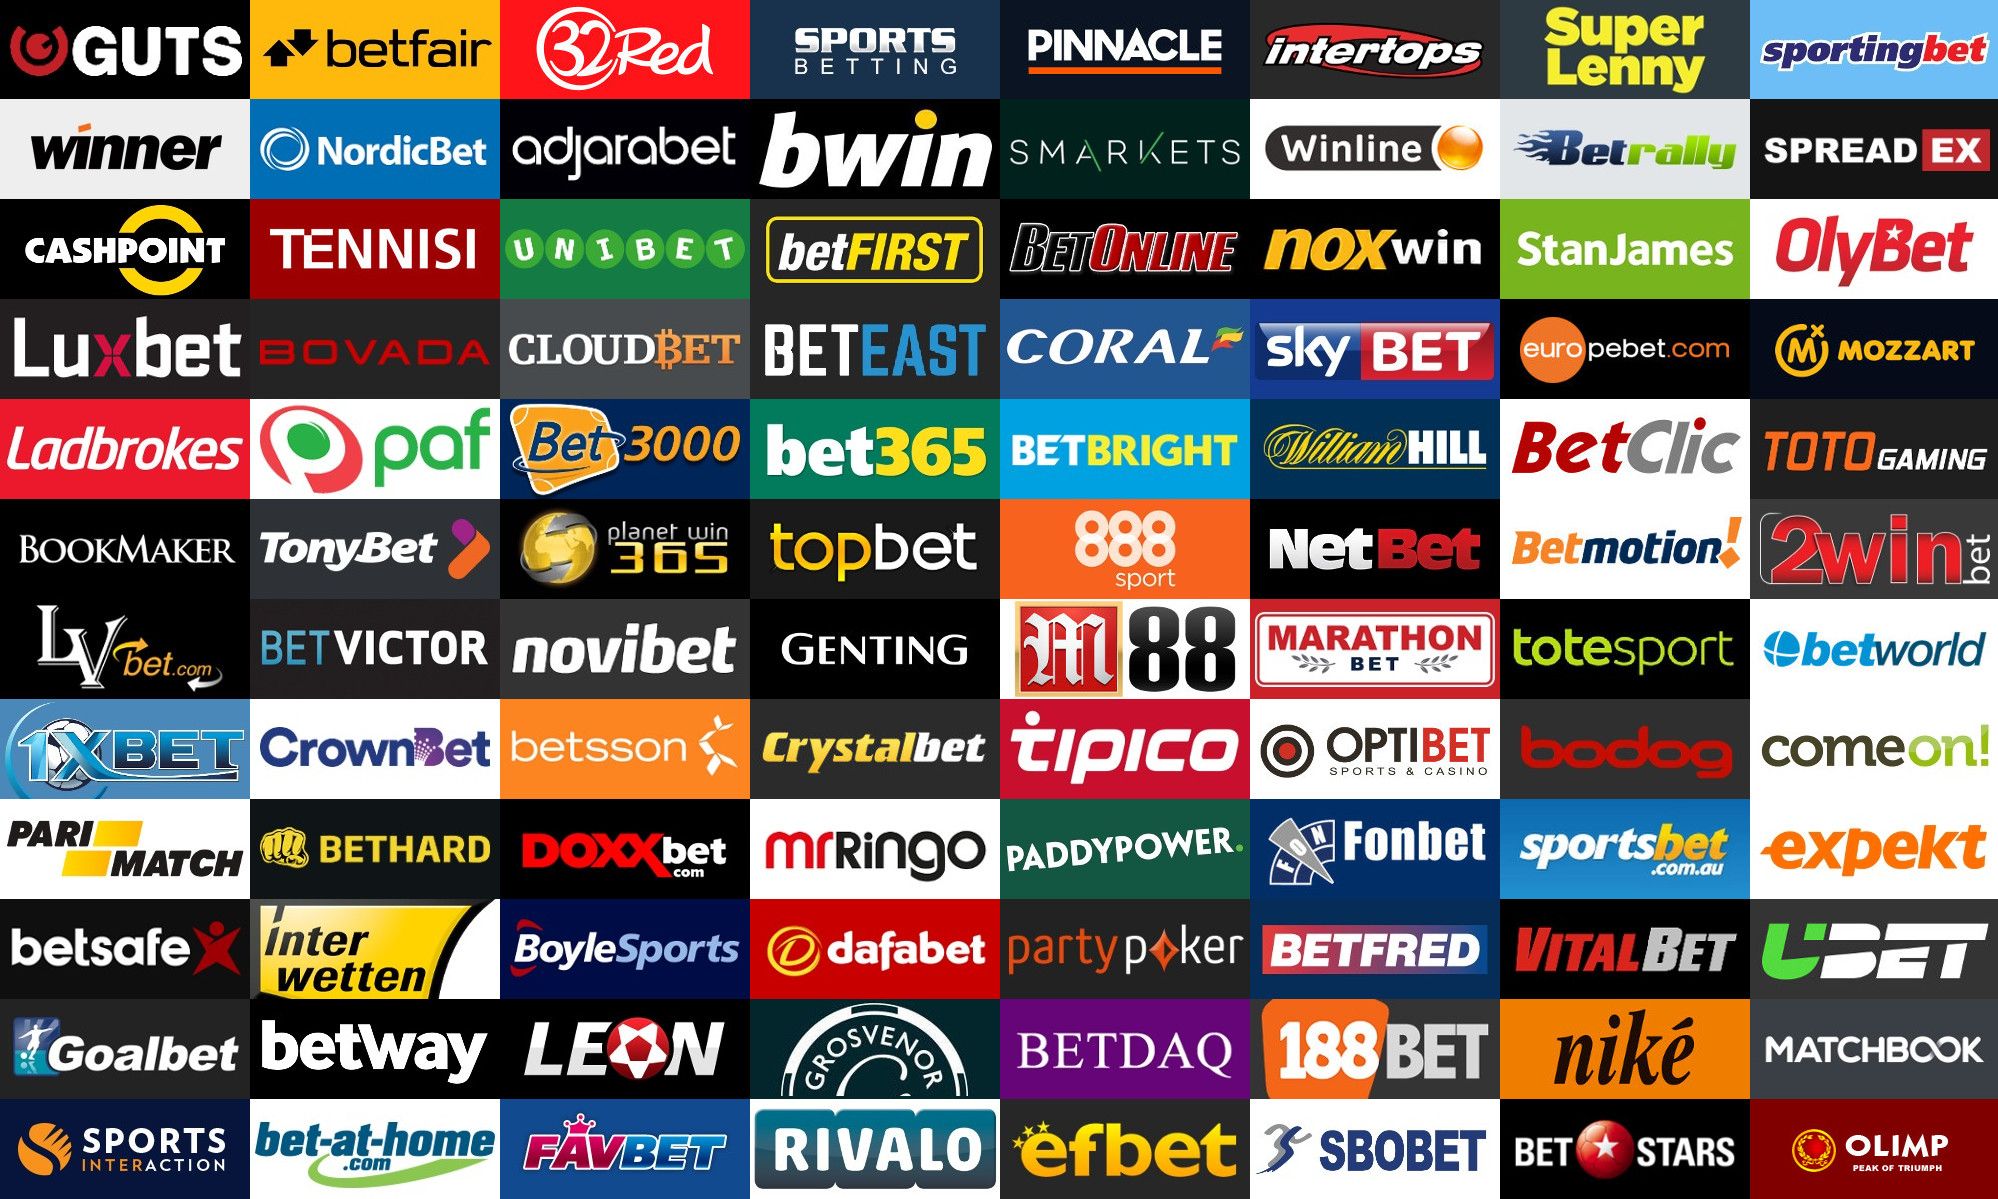 GUTS
betfair
32Red
SPORTS
BETTING
PINNACLE
intertops
Super
Lenny
sportingbet
winner
NordicBet
adjarabet
bwin
SMARKETS
Winline
Betrally
SPREADEX
CASHPOINT
TENNISI
UNIBET
betFIRST
BETONLINE
noxwin
StanJames
OlyBet
Luxbet
BOVADA
CLOUDBET
BETEAST
CORAL
sky BET
europebet.com
M MOZZART
Ladbrokes
paf
Bet 3000
bet365
BETBRIGHT
William HILL
BetClic
TOTO GAMING
BOOKMAKER
TonyBet
planet win
365
topbet
888
sport
NetBet
Betmotion!
2win bet
LV bet.com
BETVICTOR
novibet
GENTING
M88
MARATHON
BET
totesport
betworld
1XBET
CrownBet
betsson
Crystalbet
tipico
OPTIBET
SPORTS & CASINO
bodog
comeon!
PARI
MATCH
BETHARD
DOXXbet
com
mrRingo
PADDYPOWER.
FON Fonbet
sportsbet
.com.au
expekt
betsafe
inter
wetten
BoyleSports
dafabet
partypoker
BETFRED
VITALBET
UBET
Goalbet
betway
LEON
GROSVENOR
BETDAQ
188BET
niké
MATCHBOOK
SPORTS
INTERACTION
bet-at-home
.com
FAVBET
RIVALO
efbet
SBOBET
BET STARS
OLIMP
PEAK OF TRIUMPH